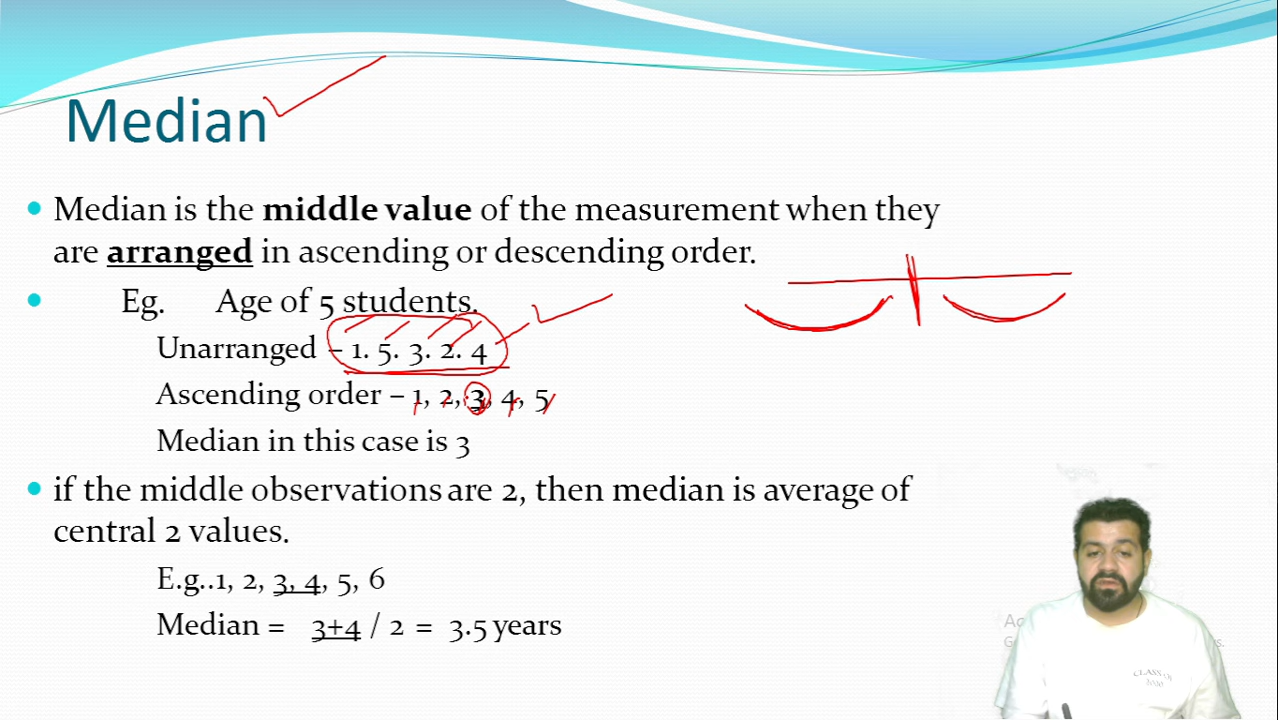 Median
Median is the middle value of the measurement when they
are arranged in ascending or descending order.
Eg. Age of 5 students.
Unarranged – 1. 5. 3. 2. 4
Ascending order – 1, 2, 3, 4, 5
Median in this case is 3
if the middle observations are 2, then median is average of
central 2 values.
E.g..1, 2, 3, 4, 5, 6
Median = 3+4 / 2 = 3.5 years
CLASS OF
2020